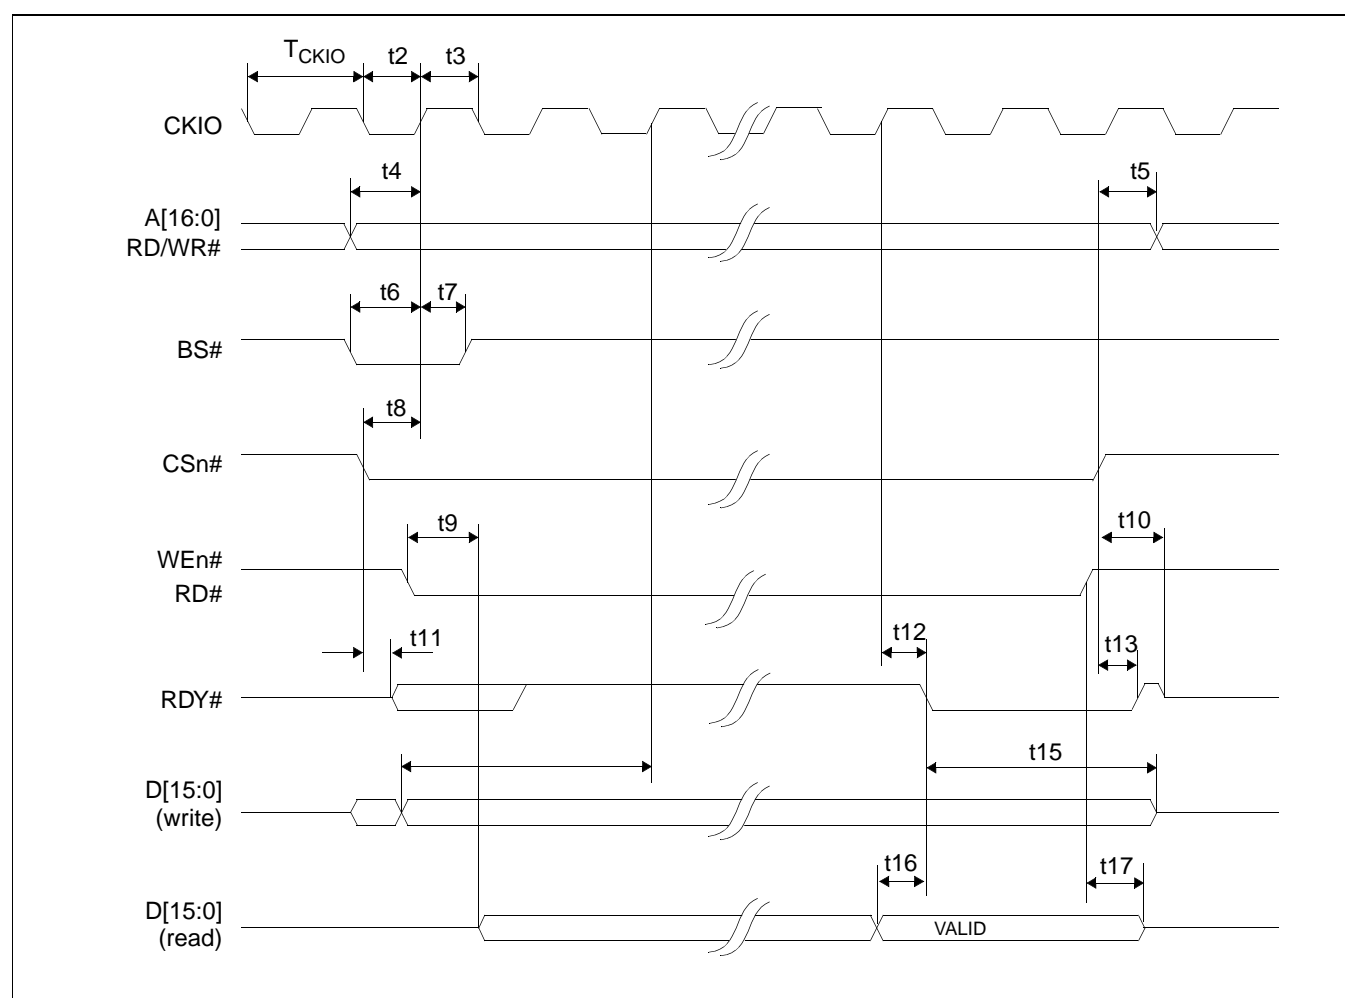 TCKIO t2 t3
CKIO
t4 t5
A[16:0]
RD/WR#
t6 t7
BS#
t8
CSn#
t9 t10
WEn#
RD#
t11 t12 t13
RDY#
t15
D[15:0]
(write)
t16 t17
D[15:0]
(read)
VALID